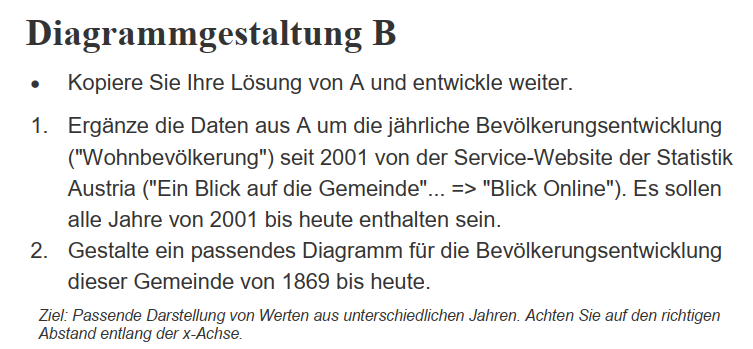 Diagrammgestaltung B
• Kopiere Sie Ihre Lösung von A und entwickle weiter.
1. Ergänze die Daten aus A um die jährliche Bevölkerungsentwicklung
("Wohnbevölkerung") seit 2001 von der Service-Website der Statistik
Austria ("Ein Blick auf die Gemeinde"... => "Blick Online"). Es sollen
alle Jahre von 2001 bis heute enthalten sein.
2. Gestalte ein passendes Diagramm für die Bevölkerungsentwicklung
dieser Gemeinde von 1869 bis heute.
Ziel: Passende Darstellung von Werten aus unterschiedlichen Jahren. Achten Sie auf den richtigen
Abstand entlang der x-Achse.